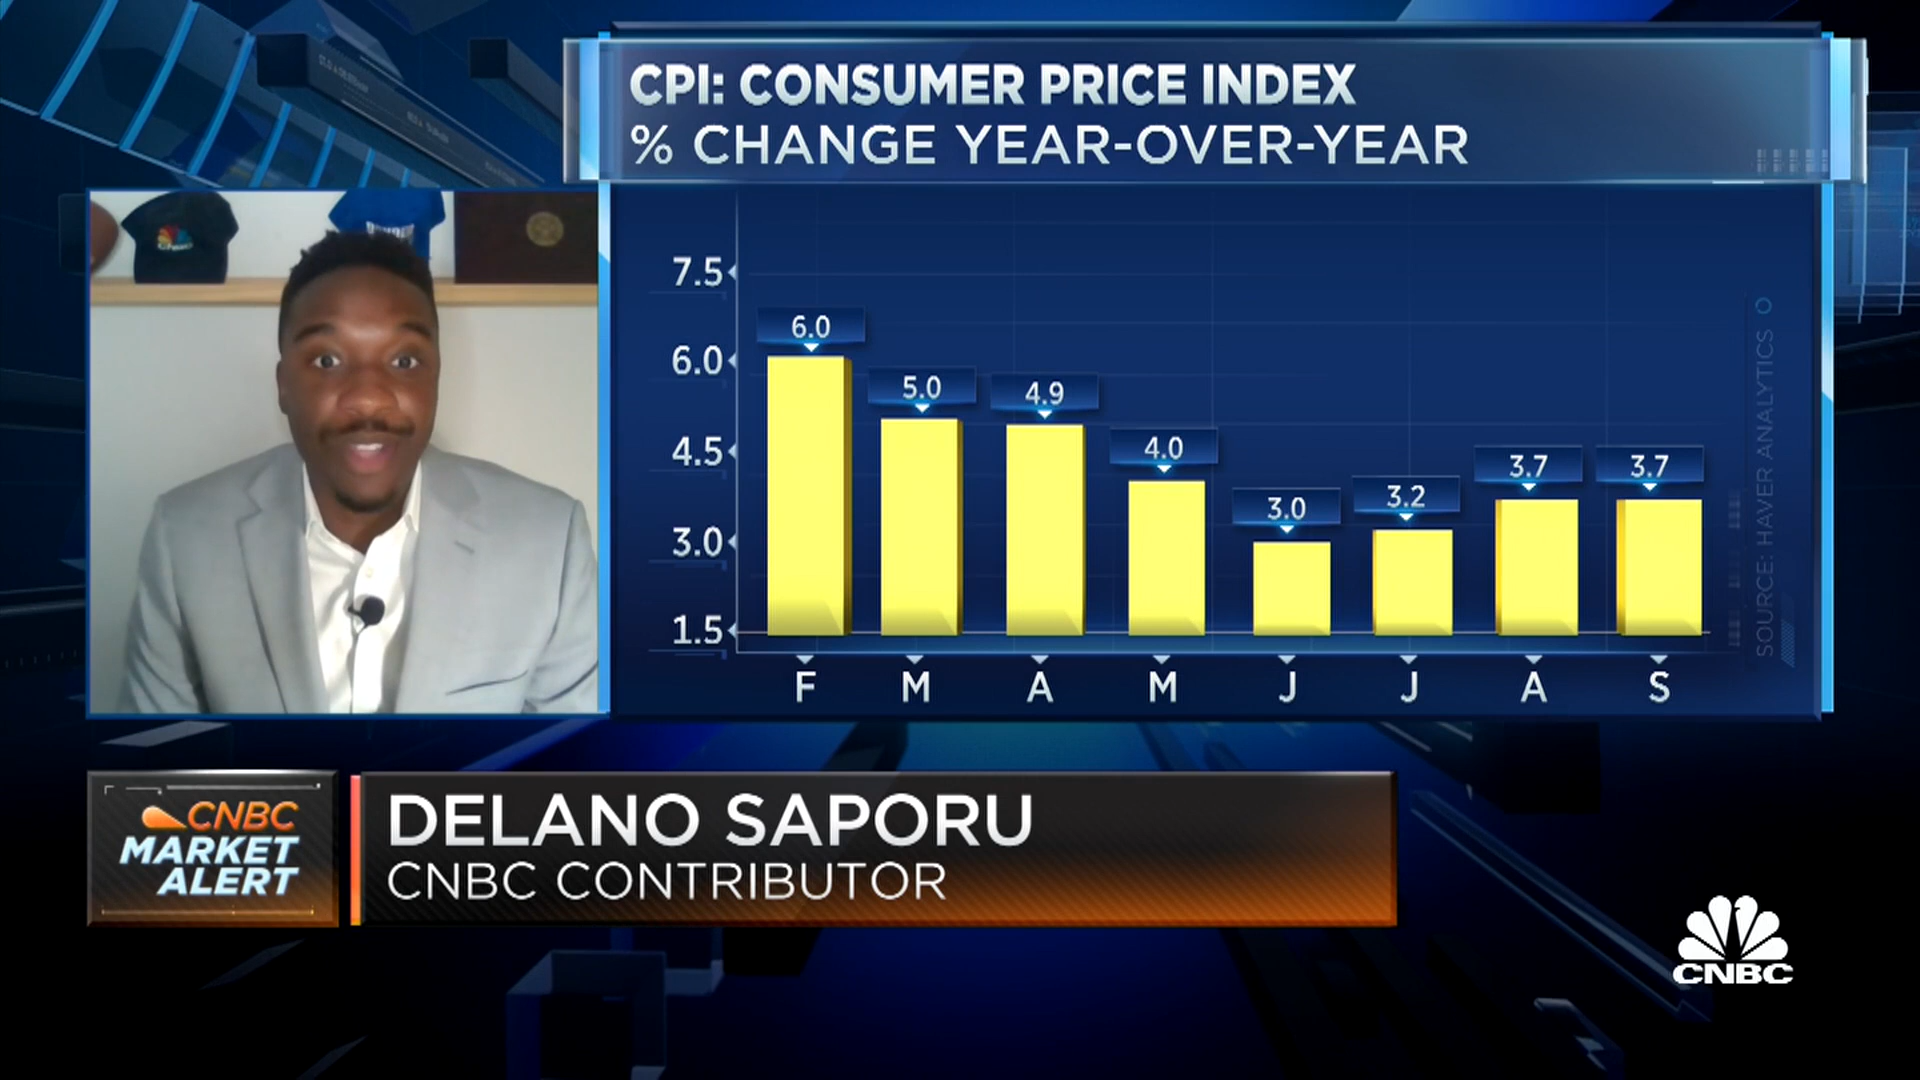 CPI: CONSUMER PRICE INDEX
% CHANGE YEAR-OVER-YEAR
7.5
6.0
4.5
3.0
1.5
6.0
5.0
4.9
4.0
3.0
3.2
3.7
3.7
F M A M J J A S
SOURCE: HAVER ANALYTICS
CNBC
MARKET
ALERT
DELANO SAPORU
CNBC CONTRIBUTOR
CNBC